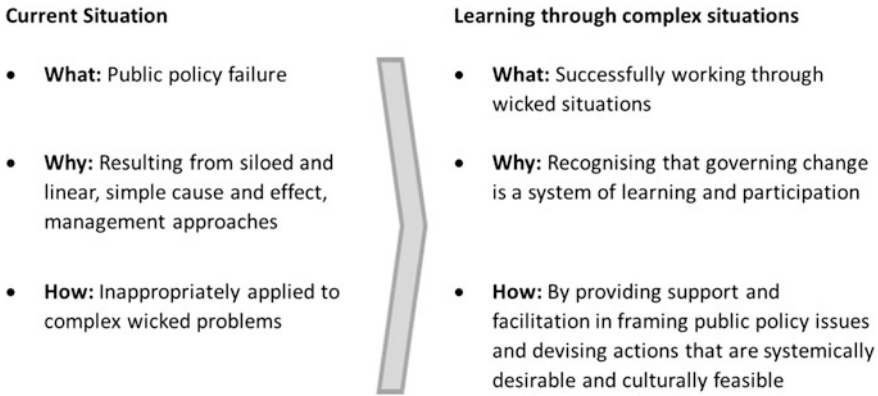 Current Situation
• What: Public policy failure
• Why: Resulting from siloed and
linear, simple cause and effect,
management approaches
• How: Inappropriately applied to
complex wicked problems
Learning through complex situations
• What: Successfully working through
wicked situations
• Why: Recognising that governing change
is a system of learning and participation
• How: By providing support and
facilitation in framing public policy issues
and devising actions that are systemically
desirable and culturally feasible